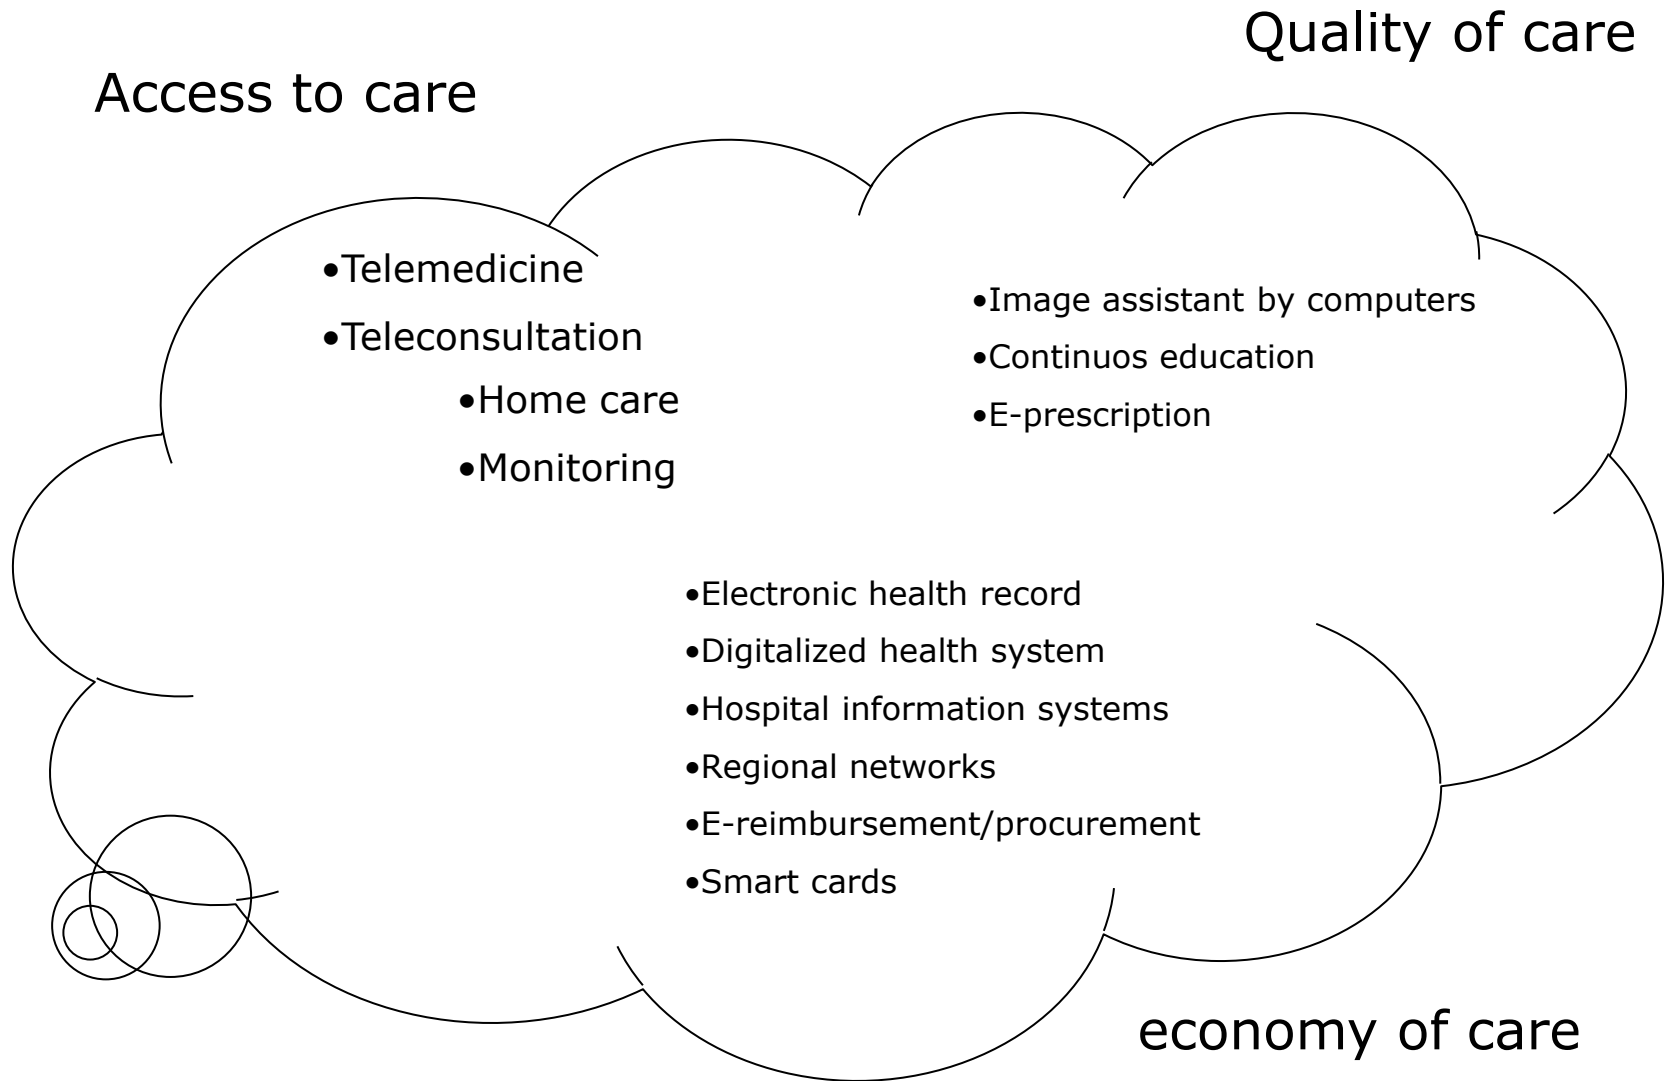 Quality of care
Access to care
•Telemedicine
•Teleconsultation
•Home care
•Monitoring
•Image assistant by computers
•Continuos education
•E-prescription
•Electronic health record
•Digitalized health system
•Hospital information systems
•Regional networks
•E-reimbursement/procurement
•Smart cards
economy of care